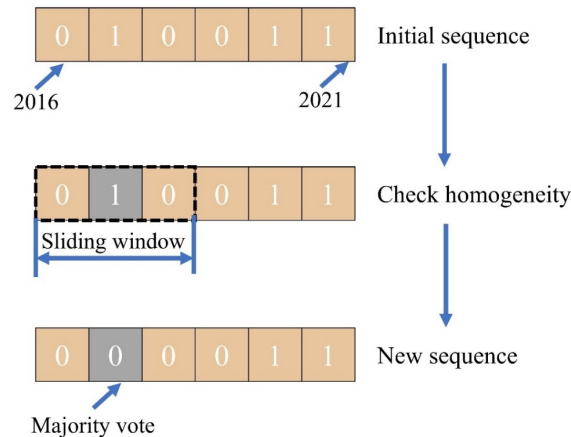 0 1 0 0 1 1 Initial sequence
2016 2021
0 1 0 0 1 1 Check homogeneity
Sliding window
0 0 0 0 1 1 New sequence
Majority vote